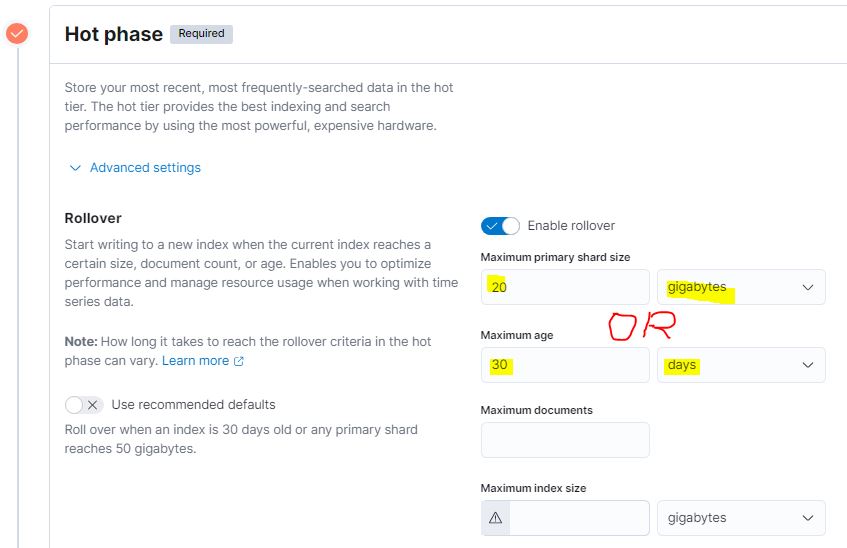 Hot phase Required
Store your most recent, most frequently-searched data in the hot
tier. The hot tier provides the best indexing and search
performance by using the most powerful, expensive hardware.
Advanced settings
Rollover
Start writing to a new index when the current index reaches a
certain size, document count, or age. Enables you to optimize
performance and manage resource usage when working with time
series data.
Note: How long it takes to reach the rollover criteria in the hot
phase can vary. Learn more
Use recommended defaults
Roll over when an index is 30 days old or any primary shard
reaches 50 gigabytes.
Enable rollover
Maximum primary shard size
20 gigabytes
OR
Maximum age
30 days
Maximum documents
Maximum index size
gigabytes